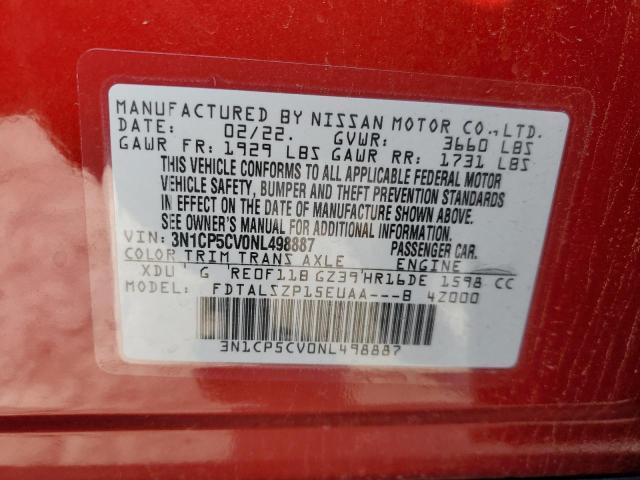 MANUFACTURED BY NISSAN MOTOR CO., LTD.
DATE: 02/22. GVWR: 3660 LBS
GAWR FR: 1929 LBS GAWR RR: 1731 LBS
THIS VEHICLE CONFORMS TO ALL APPLICABLE FEDERAL MOTOR
VEHICLE SAFETY, BUMPER AND THEFT PREVENTION STANDARDS
IN EFFECT ON THE DATE OF MANUFACTURE SHOWN ABOVE.
SEE OWNER'S MANUAL FOR ADDITIONAL INFORMATION
VIN: 3N1CP5CV0NL498887 PASSENGER CAR.
COLOR TRIM TRANS AXLE ENGINE
XDU G RE0F11B GZ39 HR16DE 1598 CC
MODEL: FDTALSZP15EUAA---B 4Z000
3N1CP5CV0NL498887